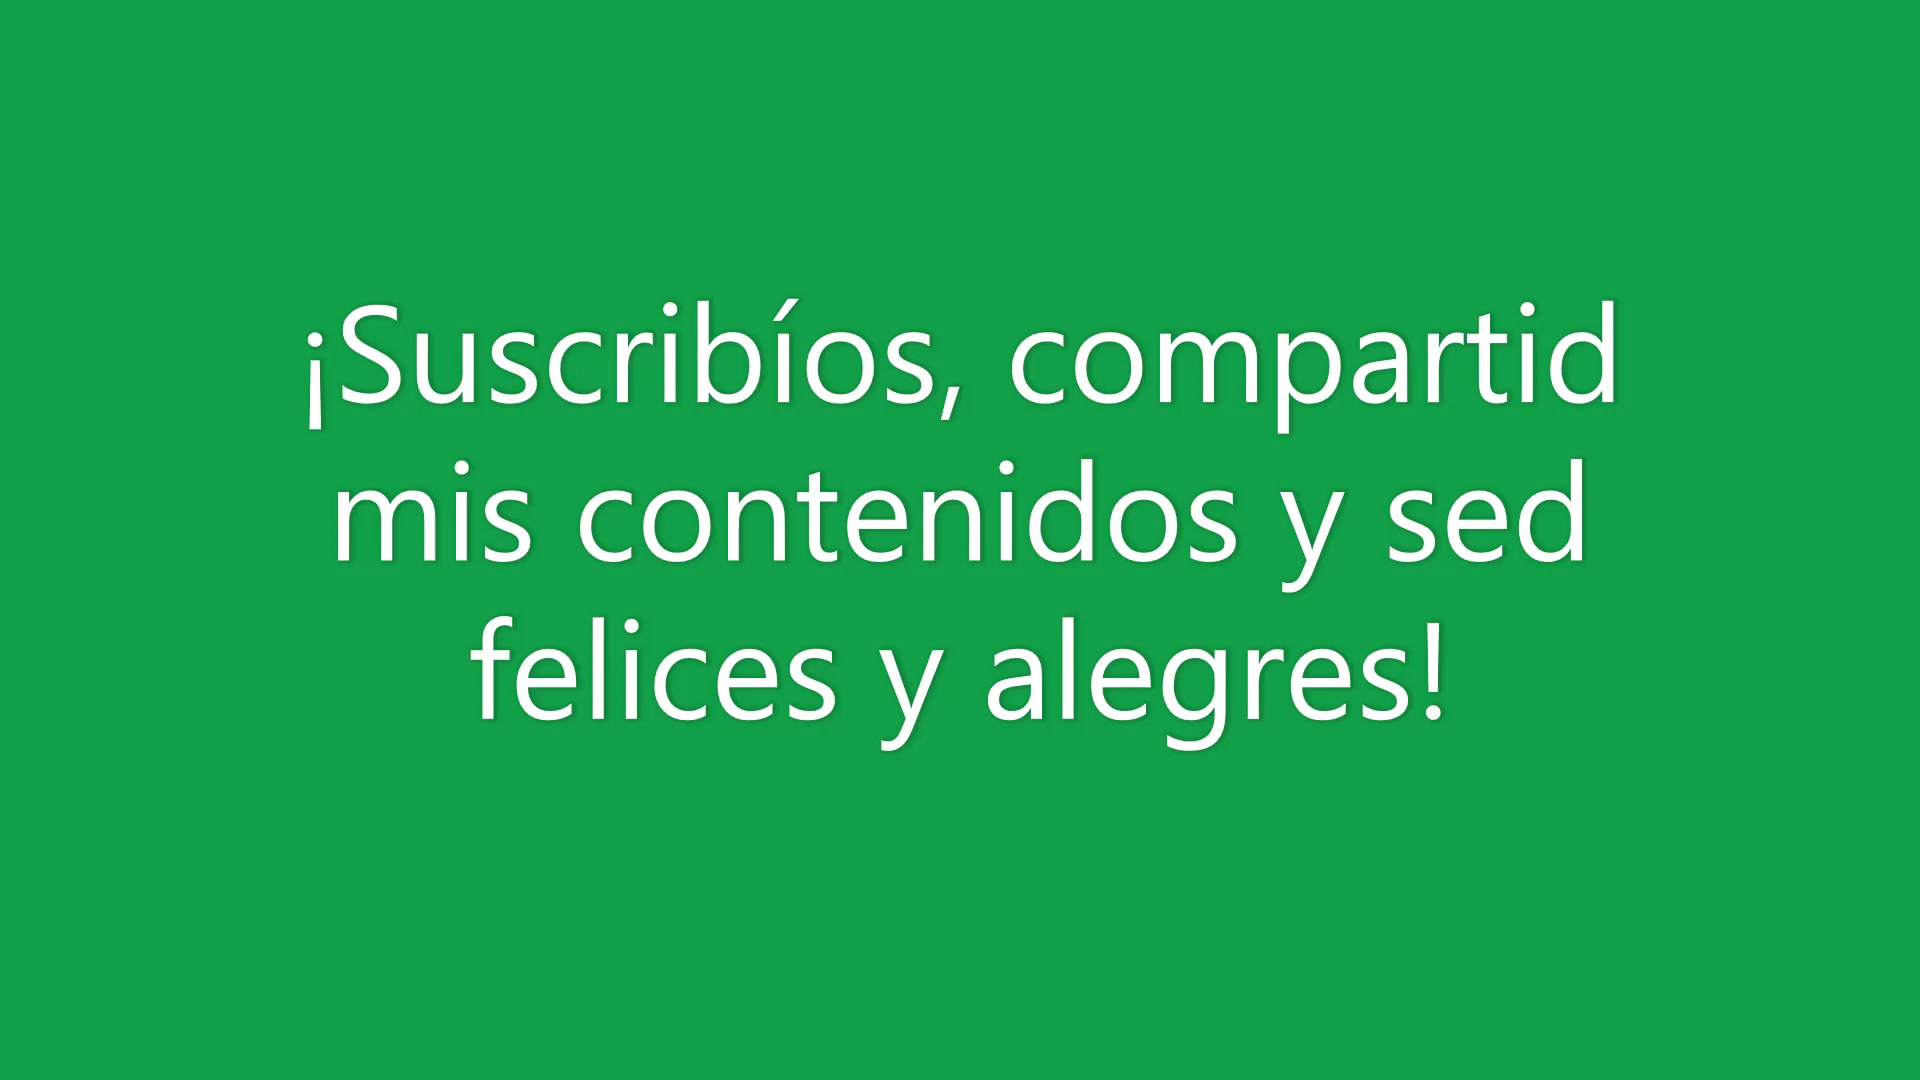 ¡Suscribíos, compartid
mis contenidos y sed
felices y alegres!